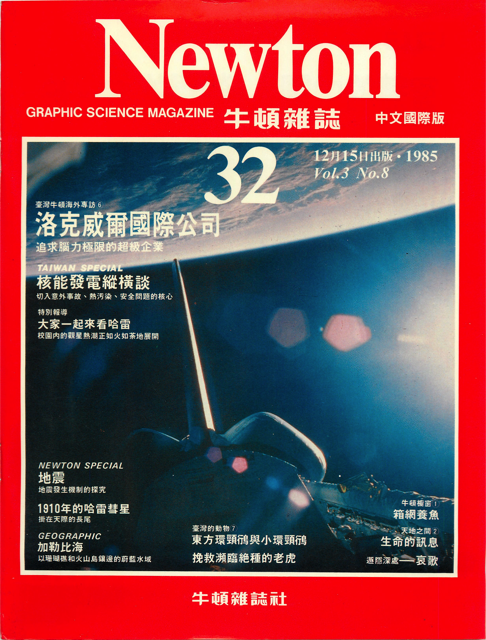 Newton
GRAPHIC SCIENCE MAGAZINE 牛頓雜誌 中文國際版
32
12月15日出版・1985
Vol.3 No.8
臺灣牛頓海外專訪 6
洛克威爾國際公司
追求腦力極限的超級企業
TAIWAN SPECIAL
核能發電縱橫談
切入意外事故、熱汚染、安全問題的核心
特別報導
大家一起來看哈雷
校園內的觀星熱潮正如火如荼地展開
NEWTON SPECIAL
地震
地震發生機制的探究
1910年的哈雷彗星
掛在天際的長尾
GEOGRAPHIC
加勒比海
以珊瑚礁和火山島鑲邊的蔚藍水域
臺灣的動物 7
東方環頸鴴與小環頸鴴
挽救瀕臨絕種的老虎
箱網養魚
天地之間 2
生命的訊息
哀歌
牛頓雜誌社